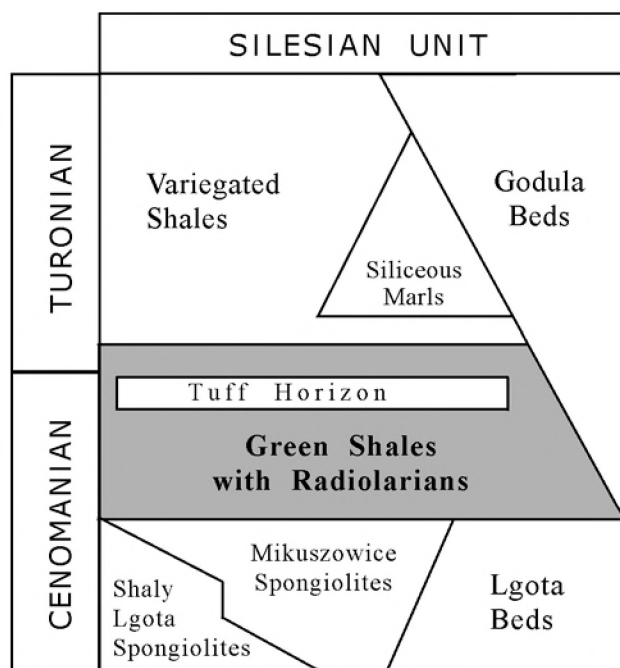 SILESIAN UNIT
TURONIAN
CENOMANIAN
Variegated
Shales
Godula
Beds
Siliceous
Marls
Tuff Horizon
Green Shales
with Radiolarians
Mikuszowice
Spongiolites
Shaly
Lgota
Spongiolites
Lgota
Beds